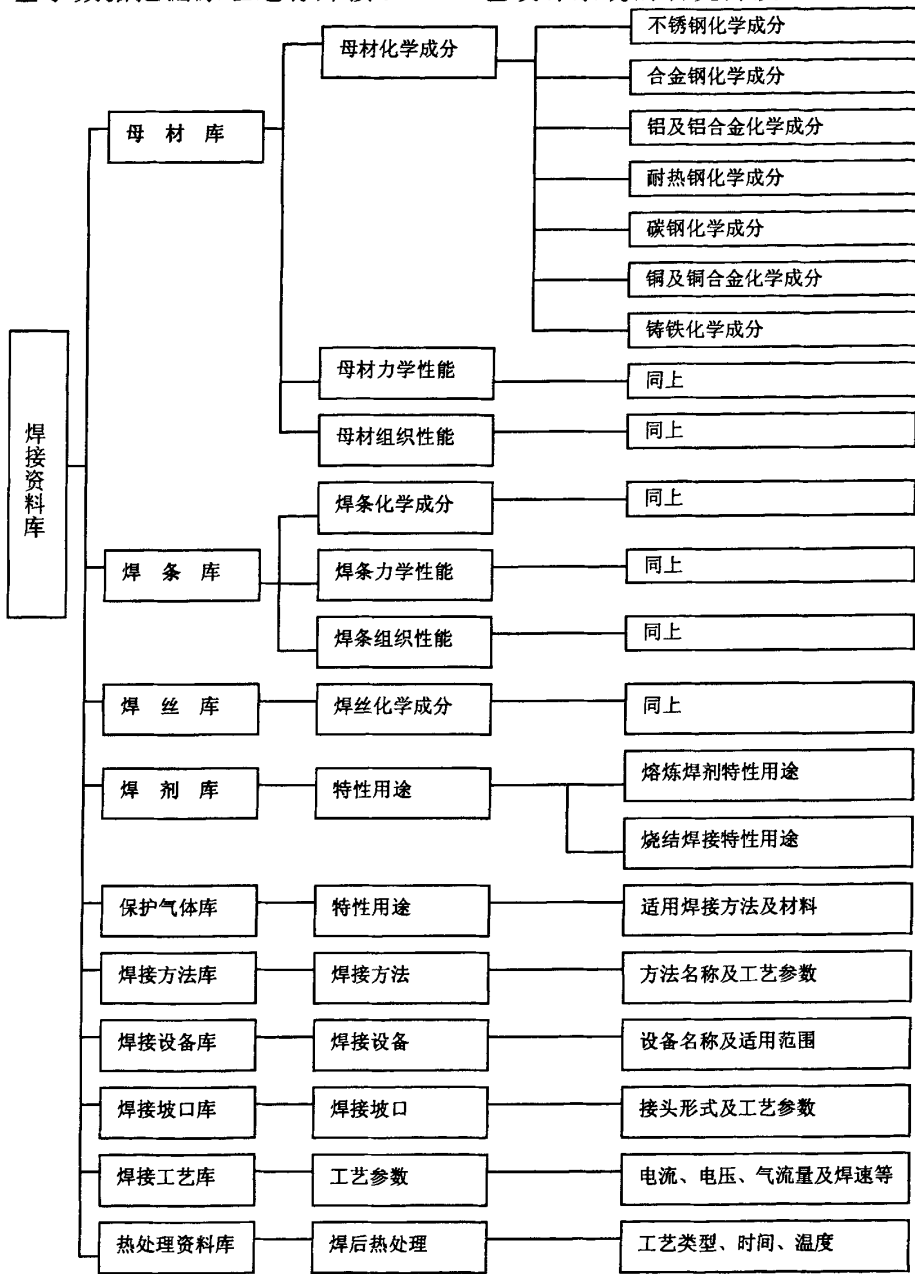 不锈钢化学成分
母材化学成分
合金钢化学成分
母 材 库
铝及铝合金化学成分
耐热钢化学成分
碳钢化学成分
铜及铜合金化学成分
铸铁化学成分
母材力学性能
同上
母材组织性能
同上
焊接资料库
焊条化学成分
同上
焊 条 库
焊条力学性能
同上
焊条组织性能
同上
焊 丝 库
焊丝化学成分
同上
焊 剂 库
特性用途
熔炼焊剂特性用途
烧结焊接特性用途
保护气体库
特性用途
适用焊接方法及材料
焊接方法库
焊接方法
方法名称及工艺参数
焊接设备库
焊接设备
设备名称及适用范围
焊接坡口库
焊接坡口
接头形式及工艺参数
焊接工艺库
工艺参数
电流、电压、气流量及焊速等
热处理资料库
焊后热处理
工艺类型、时间、温度